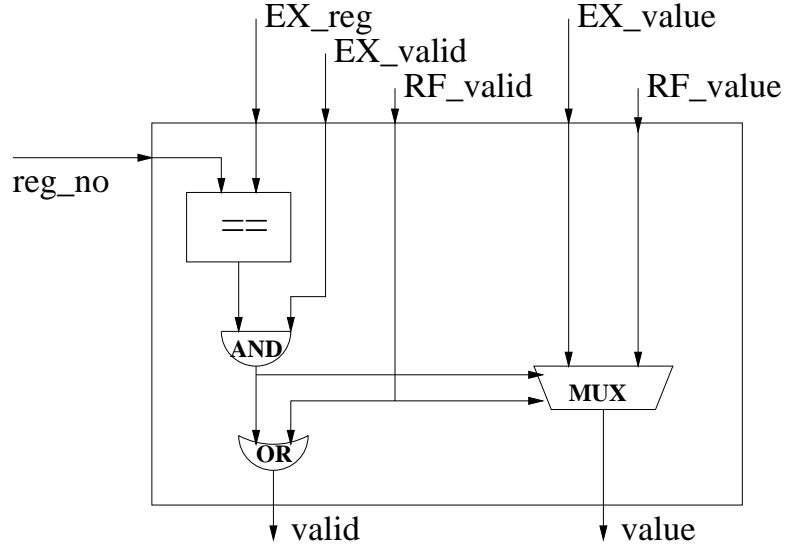 EX_reg
EX_value
EX_valid
RF_valid
RF_value
reg_no
==
AND
MUX
OR
valid
value